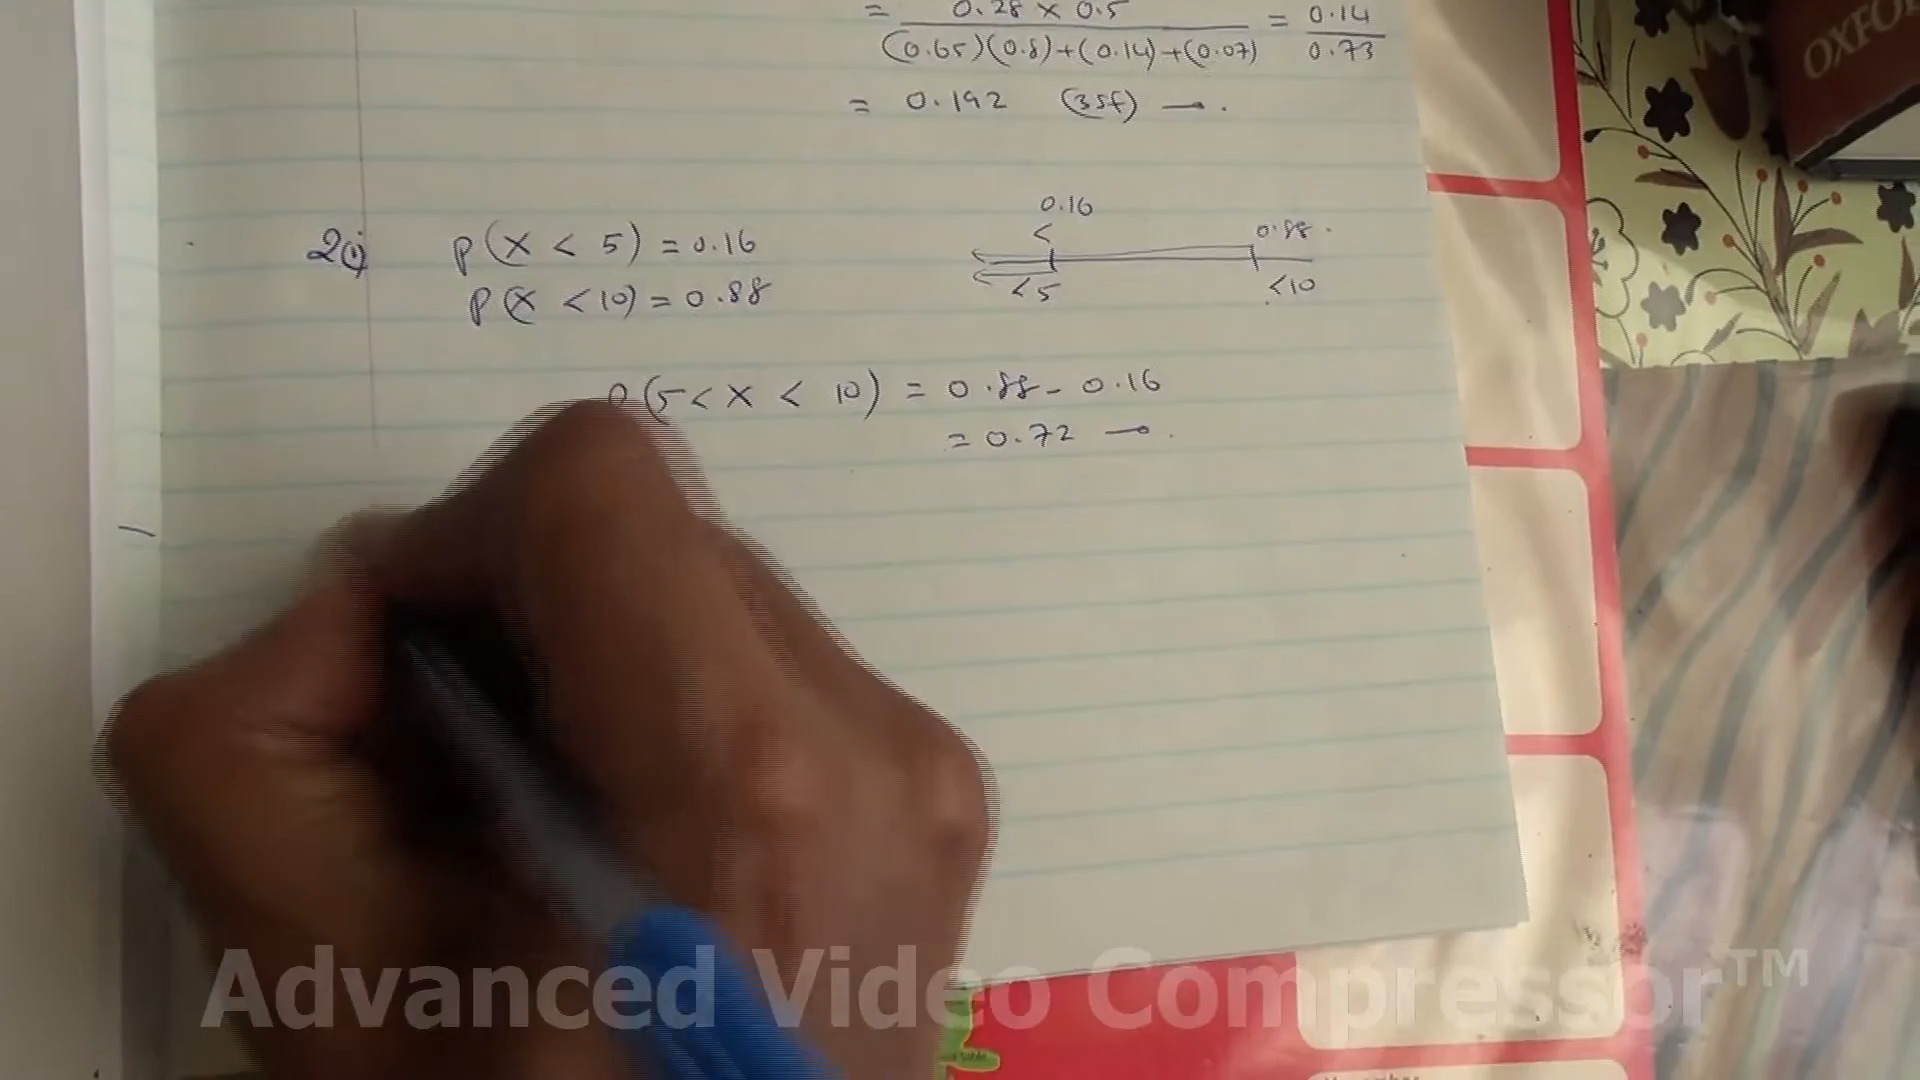 = 0.28 × 0.5 / (0.65)(0.8)+(0.14)+(0.07) = 0.14 / 0.73
= 0.192 (3sf)
2(i) P(X < 5) = 0.16
P(X < 10) = 0.88
0.16
<
0.88
<5
<10
P(5 < X < 10) = 0.88 - 0.16
= 0.72
OXFO
Advanced Video Compressor™